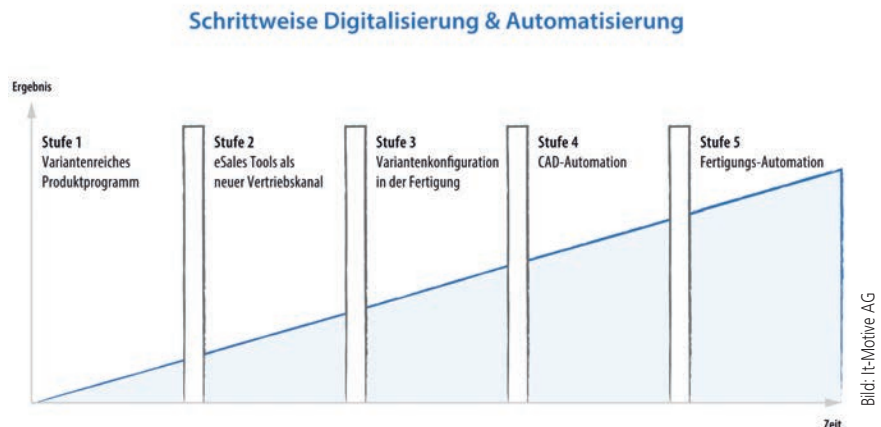 Schrittweise Digitalisierung & Automatisierung
Ergebnis
Stufe 1
Variantenreiches
Produktprogramm
Stufe 2
eSales Tools als
neuer Vertriebskanal
Stufe 3
Variantenkonfiguration
in der Fertigung
Stufe 4
CAD-Automation
Stufe 5
Fertigungs-Automation
Zeit
Bild: It-Motive AG